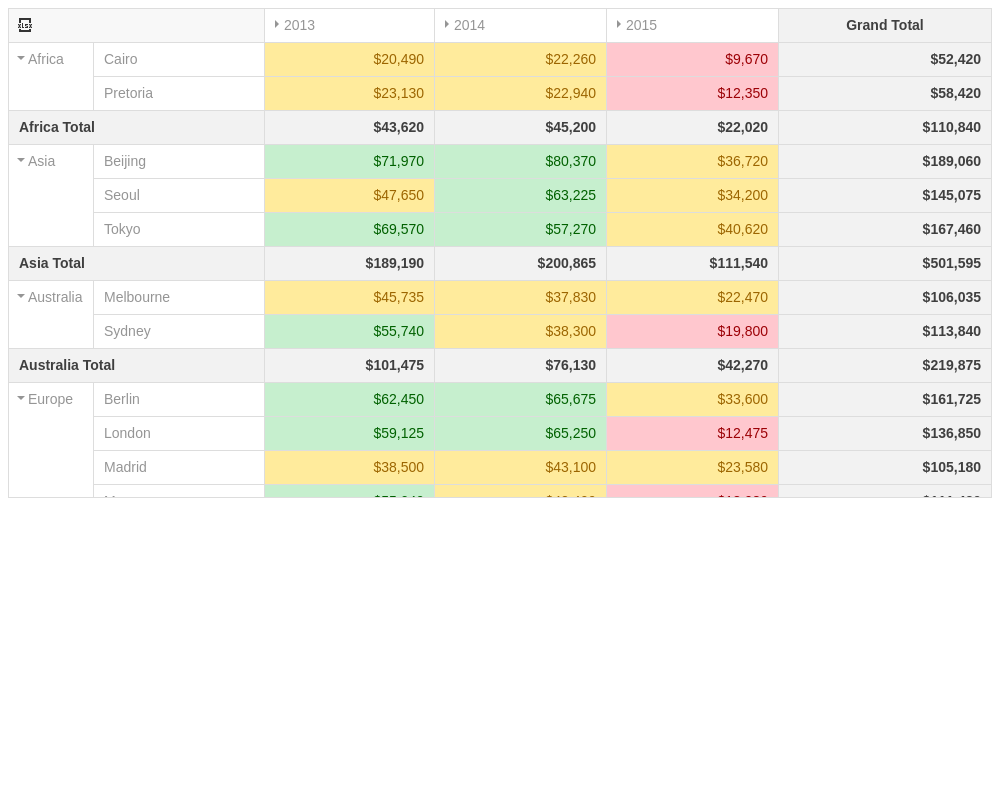 xlsx 2013 2014 2015 Grand Total
Africa Cairo $20,490 $22,260 $9,670 $52,420
Pretoria $23,130 $22,940 $12,350 $58,420
Africa Total $43,620 $45,200 $22,020 $110,840
Asia Beijing $71,970 $80,370 $36,720 $189,060
Seoul $47,650 $63,225 $34,200 $145,075
Tokyo $69,570 $57,270 $40,620 $167,460
Asia Total $189,190 $200,865 $111,540 $501,595
Australia Melbourne $45,735 $37,830 $22,470 $106,035
Sydney $55,740 $38,300 $19,800 $113,840
Australia Total $101,475 $76,130 $42,270 $219,875
Europe Berlin $62,450 $65,675 $33,600 $161,725
London $59,125 $65,250 $12,475 $136,850
Madrid $38,500 $43,100 $23,580 $105,180